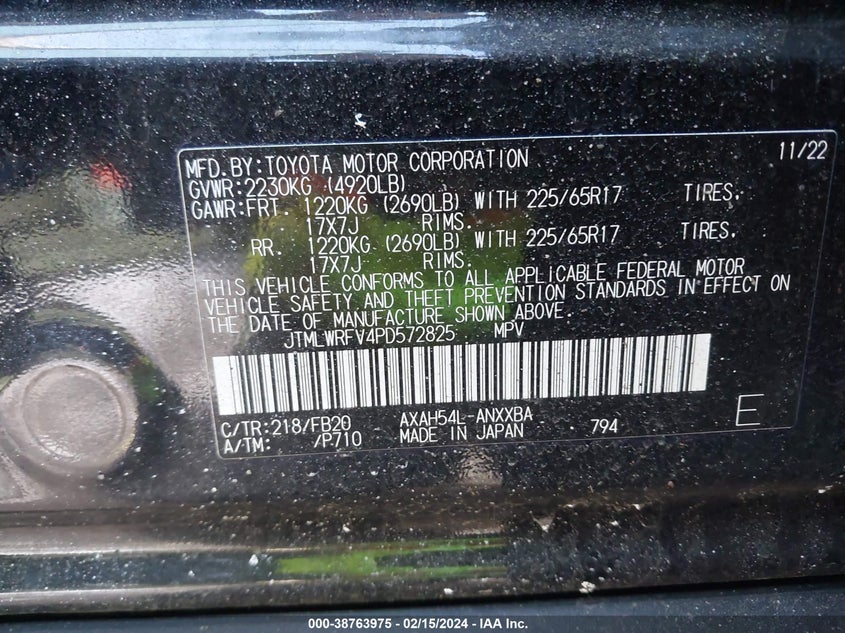 MFD.BY:TOYOTA MOTOR CORPORATION 11/22
GVWR:2230KG (4920LB)
GAWR:FRT. 1220KG (2690LB) WITH 225/65R17 TIRES.
17X7J RIMS.
RR. 1220KG (2690LB) WITH 225/65R17 TIRES.
17X7J RIMS.
THIS VEHICLE CONFORMS TO ALL APPLICABLE FEDERAL MOTOR
VEHICLE SAFETY AND THEFT PREVENTION STANDARDS IN EFFECT ON
THE DATE OF MANUFACTURE SHOWN ABOVE.
JTMLWRFV4PD572825 MPV
C/TR:218/FB20 AXAH54L-ANXXBA E
A/TM: /P710 MADE IN JAPAN 794
000-38763975 - 02/15/2024 - IAA Inc.